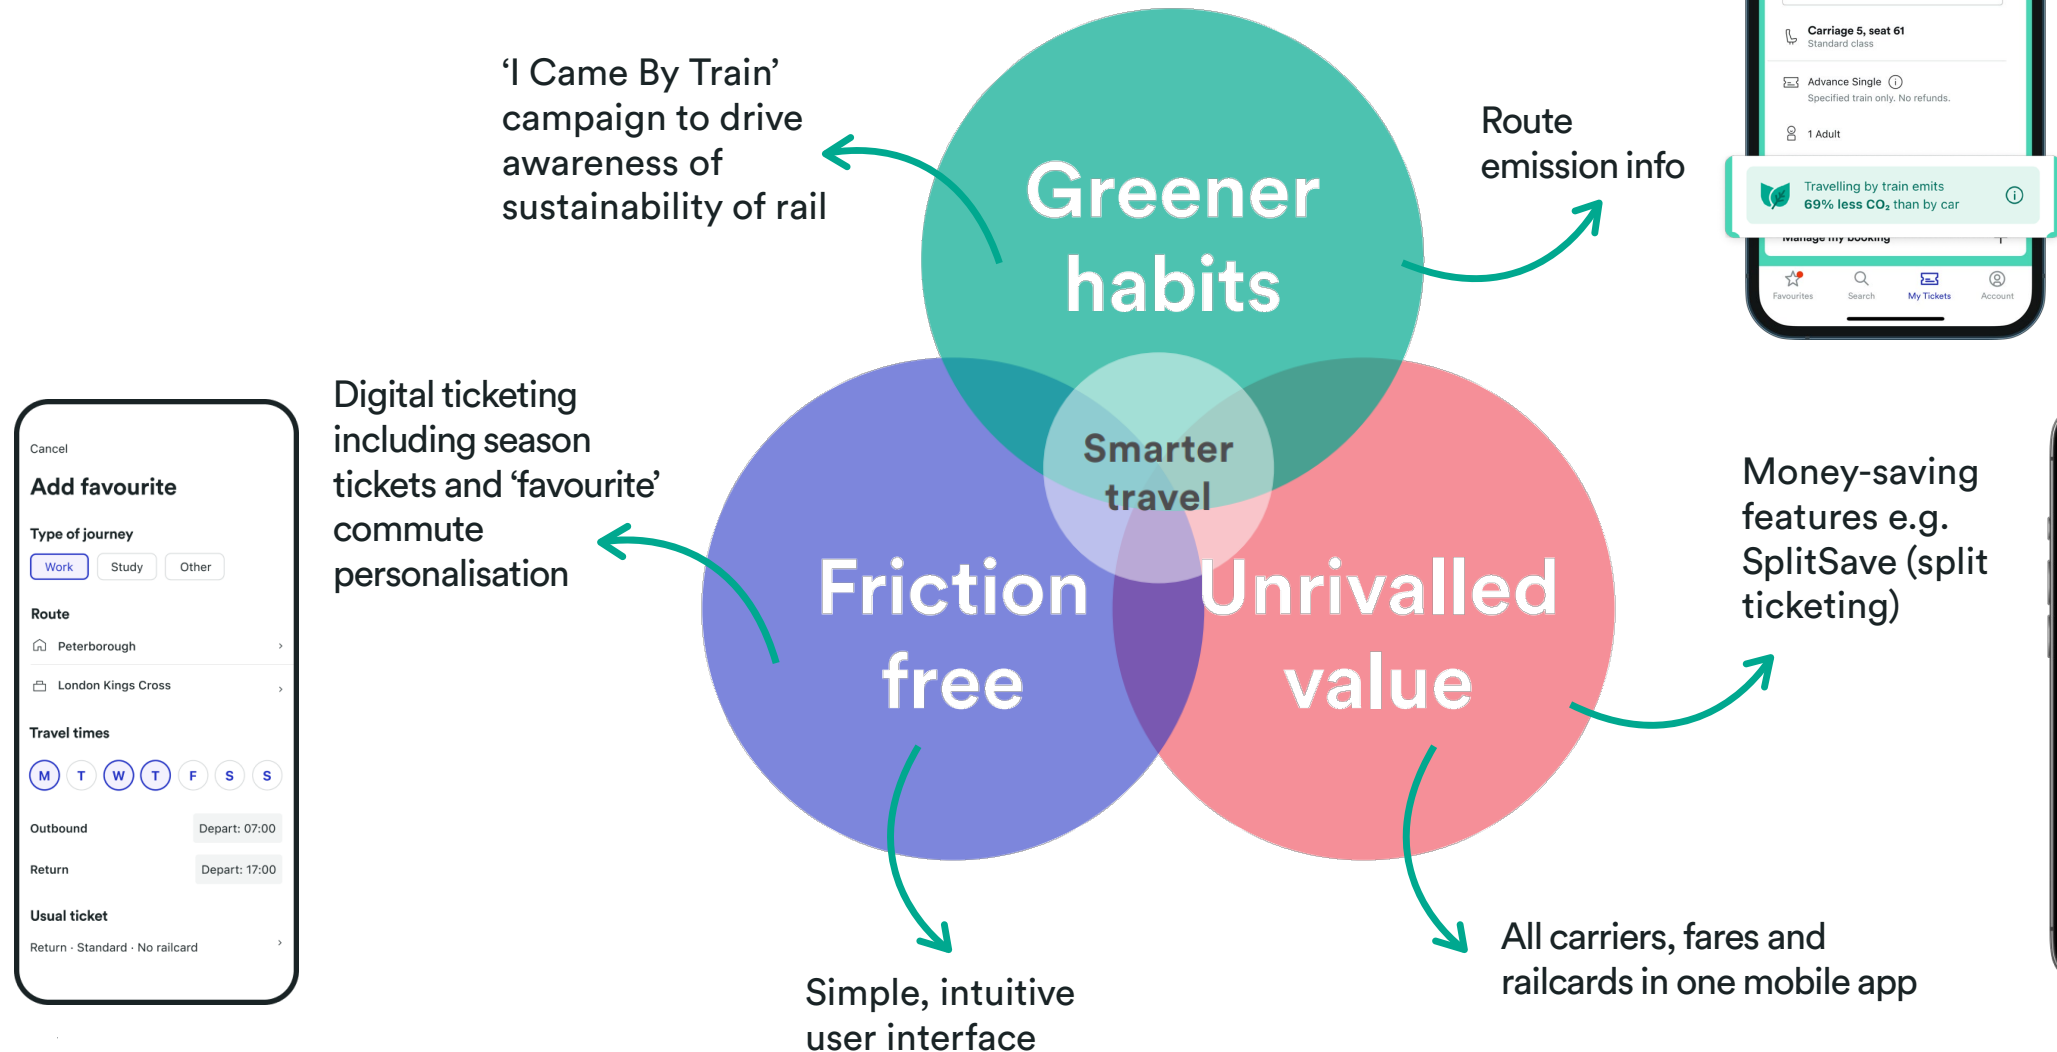 ‘I Came By Train’
campaign to drive
awareness of
sustainability of rail
Greener
habits
Route
emission info
Carriage 5, seat 61
Standard class
Advance Single
Specified train only. No refunds.
1 Adult
Travelling by train emits
69% less CO₂ than by car
Manage my booking
Favourites
Search
My Tickets
Account
Cancel
Add favourite
Type of journey
Work Study Other
Route
Peterborough
London Kings Cross
Travel times
M T W T F S S
Outbound Depart: 07:00
Return Depart: 17:00
Usual ticket
Return · Standard · No railcard
Digital ticketing
including season
tickets and ‘favourite’
commute
personalisation
Smarter
travel
Friction
free
Unrivalled
value
Money-saving
features e.g.
SplitSave (split
ticketing)
Simple, intuitive
user interface
All carriers, fares and
railcards in one mobile app